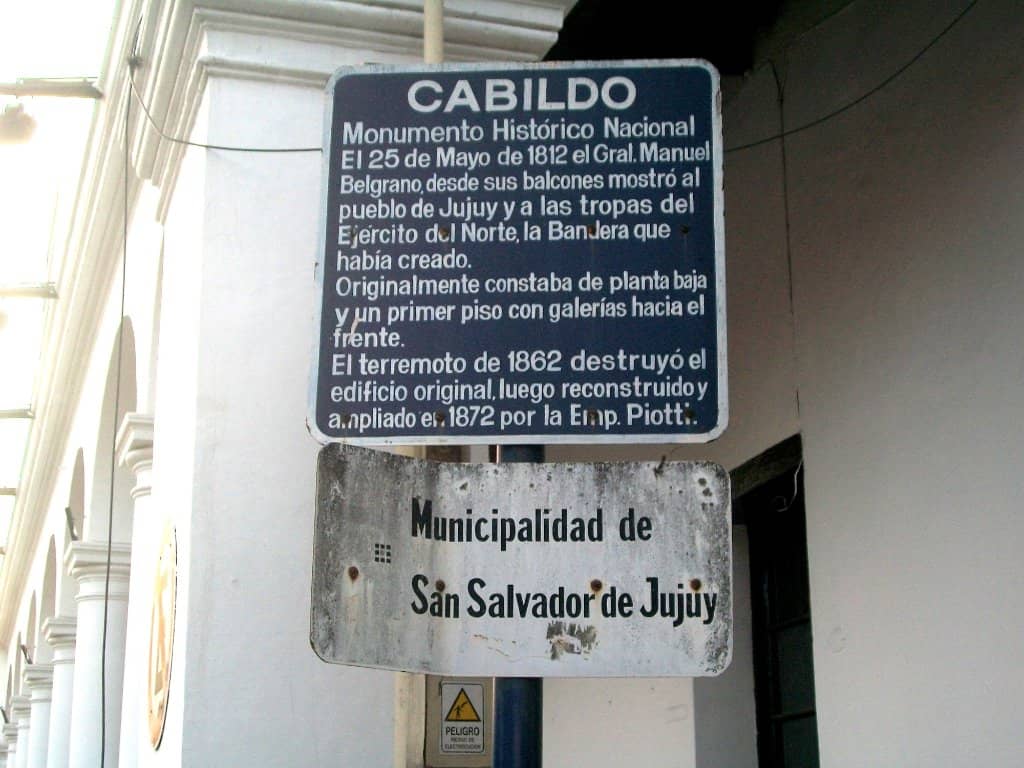 CABILDO
Monumento Histórico Nacional
El 25 de Mayo de 1812 el Gral. Manuel
Belgrano, desde sus balcones mostró al
pueblo de Jujuy y a las tropas del
Ejército del Norte, la Bandera que
había creado.
Originalmente constaba de planta baja
y un primer piso con galerías hacia el
frente.
El terremoto de 1862 destruyó el
edificio original, luego reconstruido y
ampliado en 1872 por la Emp. Piotti.
Municipalidad de
San Salvador de Jujuy
PELIGRO
RIESGO DE
ELECTROCUCION